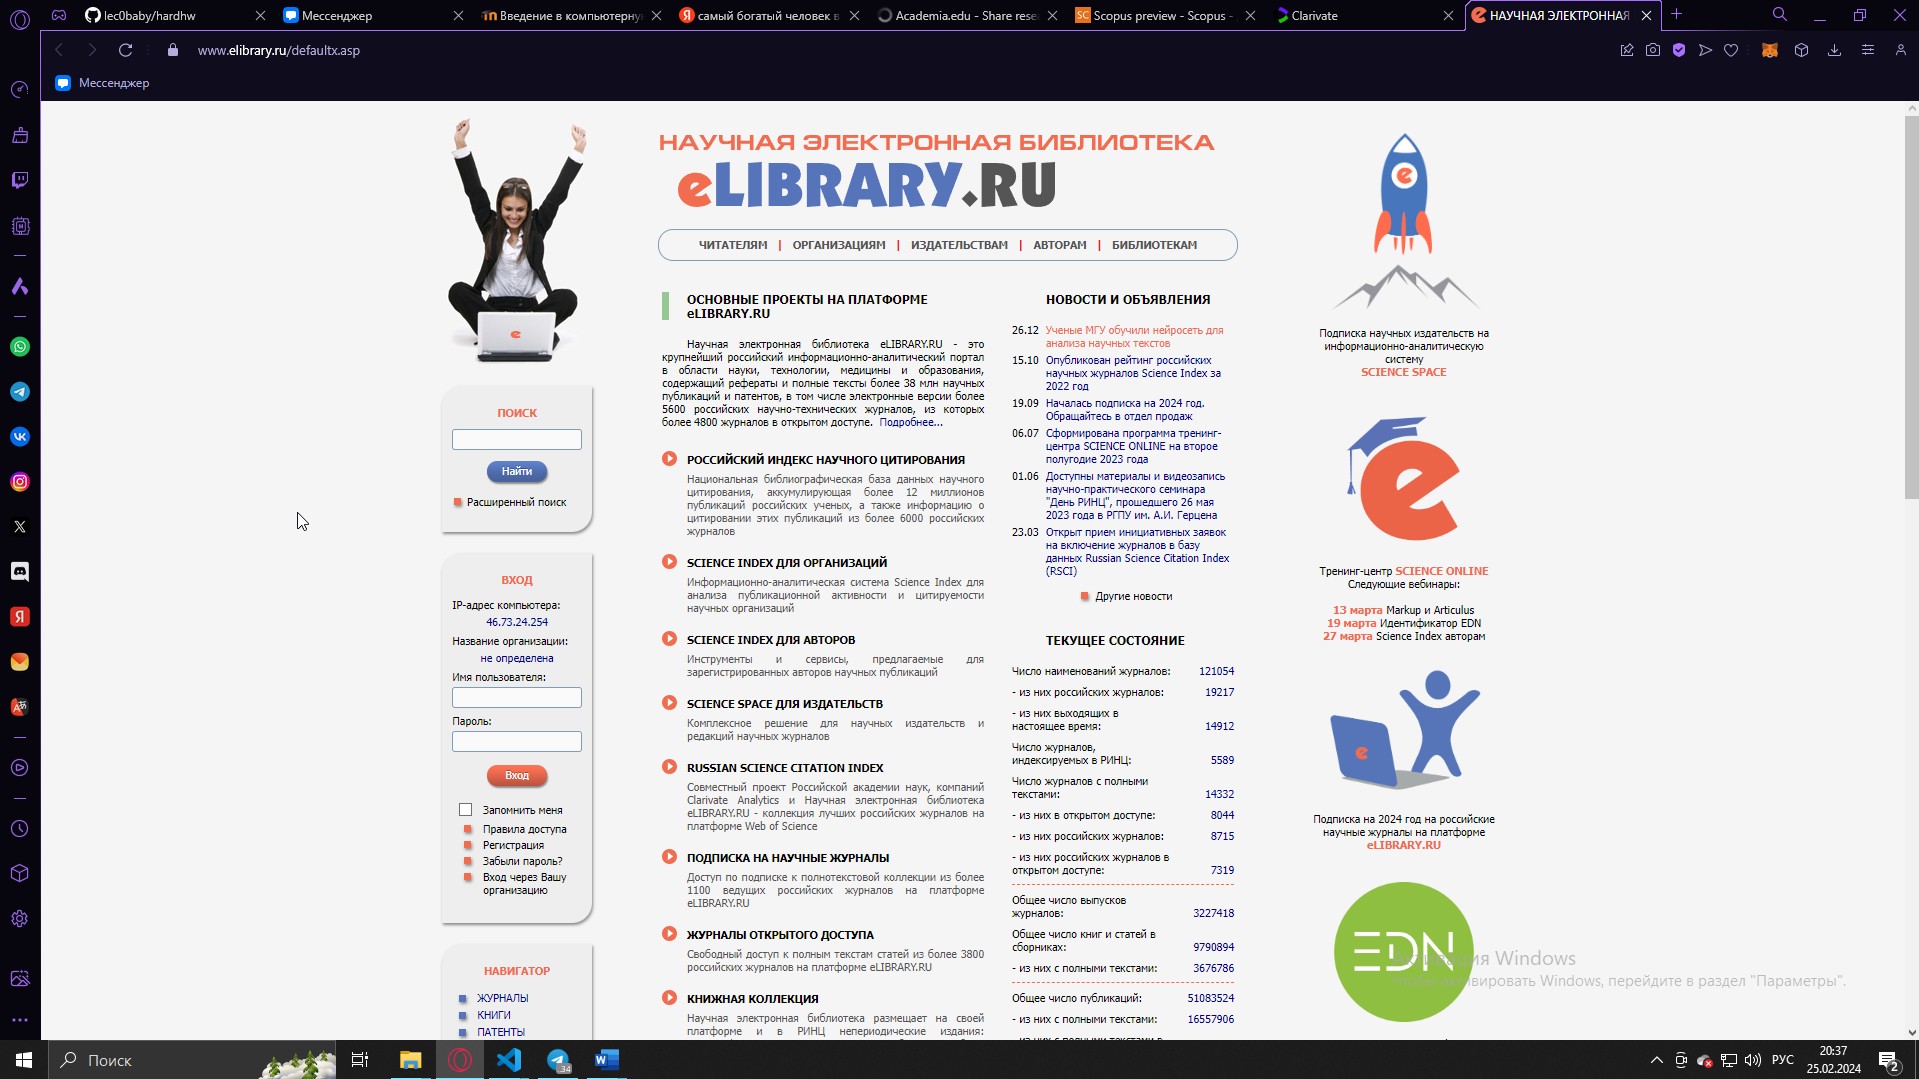 lec0baby/hardhw
Мессенджер
Введение в компьютерну
самый богатый человек в
Academia.edu - Share rese
Scopus preview - Scopus -
Clarivate
НАУЧНАЯ ЭЛЕКТРОННАЯ
www.elibrary.ru/defaultx.asp
Мессенджер
НАУЧНАЯ ЭЛЕКТРОННАЯ БИБЛИОТЕКА
eLIBRARY.RU
ЧИТАТЕЛЯМ | ОРГАНИЗАЦИЯМ | ИЗДАТЕЛЬСТВАМ | АВТОРАМ | БИБЛИОТЕКАМ
ПОИСК
Найти
Расширенный поиск
ВХОД
IP-адрес компьютера:
46.73.24.254
Название организации:
не определена
Имя пользователя:
Пароль:
Вход
Запомнить меня
Правила доступа
Регистрация
Забыли пароль?
Вход через Вашу
организацию
НАВИГАТОР
ЖУРНАЛЫ
КНИГИ
ПАТЕНТЫ
ОСНОВНЫЕ ПРОЕКТЫ НА ПЛАТФОРМЕ
eLIBRARY.RU
Научная электронная библиотека eLIBRARY.RU - это
крупнейший российский информационно-аналитический портал
в области науки, технологии, медицины и образования,
содержащий рефераты и полные тексты более 38 млн научных
публикаций и патентов, в том числе электронные версии более
5600 российских научно-технических журналов, из которых
более 4800 журналов в открытом доступе. Подробнее...
РОССИЙСКИЙ ИНДЕКС НАУЧНОГО ЦИТИРОВАНИЯ
Национальная библиографическая база данных научного
цитирования, аккумулирующая более 12 миллионов
публикаций российских ученых, а также информацию о
цитировании этих публикаций из более 6000 российских
журналов
SCIENCE INDEX ДЛЯ ОРГАНИЗАЦИЙ
Информационно-аналитическая система Science Index для
анализа публикационной активности и цитируемости
научных организаций
SCIENCE INDEX ДЛЯ АВТОРОВ
Инструменты и сервисы, предлагаемые для
зарегистрированных авторов научных публикаций
SCIENCE SPACE ДЛЯ ИЗДАТЕЛЬСТВ
Комплексное решение для научных издательств и
редакций научных журналов
RUSSIAN SCIENCE CITATION INDEX
Совместный проект Российской академии наук, компаний
Clarivate Analytics и Научная электронная библиотека
eLIBRARY.RU - коллекция лучших российских журналов на
платформе Web of Science
ПОДПИСКА НА НАУЧНЫЕ ЖУРНАЛЫ
Доступ по подписке к полнотекстовой коллекции из более
1100 ведущих российских журналов на платформе
eLIBRARY.RU
ЖУРНАЛЫ ОТКРЫТОГО ДОСТУПА
Свободный доступ к полным текстам статей из более 3800
российских журналов на платформе eLIBRARY.RU
КНИЖНАЯ КОЛЛЕКЦИЯ
Научная электронная библиотека размещает на своей
платформе и в РИНЦ непериодические издания:
НОВОСТИ И ОБЪЯВЛЕНИЯ
26.12 Ученые МГУ обучили нейросеть для
анализа научных текстов
15.10 Опубликован рейтинг российских
научных журналов Science Index за
2022 год
19.09 Началась подписка на 2024 год.
Обращайтесь в отдел продаж
06.07 Сформирована программа тренинг-
центра SCIENCE ONLINE на второе
полугодие 2023 года
01.06 Доступны материалы и видеозапись
научно-практического семинара
"День РИНЦ", прошедшего 26 мая
2023 года в РГПУ им. А.И. Герцена
23.03 Открыт прием инициативных заявок
на включение журналов в базу
данных Russian Science Citation Index
(RSCI)
Другие новости
ТЕКУЩЕЕ СОСТОЯНИЕ
Число наименований журналов: 121054
- из них российских журналов: 19217
- из них выходящих в
настоящее время: 14912
Число журналов,
индексируемых в РИНЦ: 5589
Число журналов с полными
текстами: 14332
- из них в открытом доступе: 8044
- из них российских журналов: 8715
- из них российских журналов в
открытом доступе: 7319
Общее число выпусков
журналов: 3227418
Общее число книг и статей в
сборниках: 9790894
- из них с полными текстами: 3676786
Общее число публикаций: 51083524
- из них с полными текстами: 16557906
Подписка научных издательств на
информационно-аналитическую
систему
SCIENCE SPACE
Тренинг-центр SCIENCE ONLINE
Следующие вебинары:
13 марта Markup и Articulus
19 марта Идентификатор EDN
27 марта Science Index авторам
Подписка на 2024 год на российские
научные журналы на платформе
eLIBRARY.RU
EDN
Windows
Windows, перейдите в раздел "Параметры".
Поиск
34
РУС
20:37
25.02.2024
2